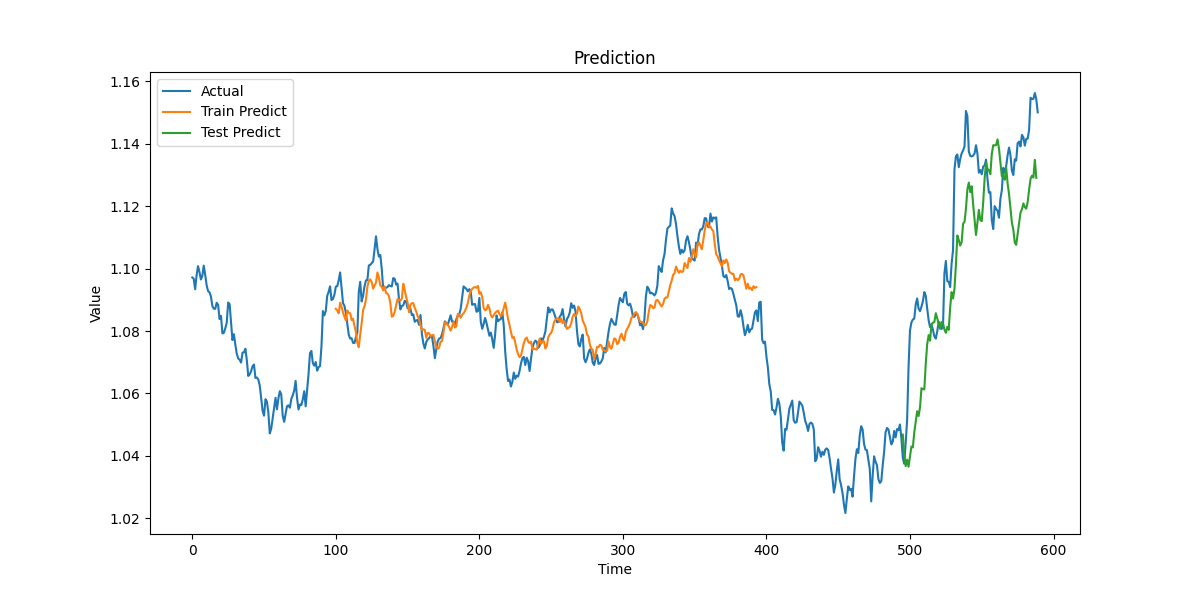 Prediction
Actual
Train Predict
Test Predict
1.16
1.14
1.12
1.10
1.08
1.06
1.04
1.02
Value
0 100 200 300 400 500 600
Time